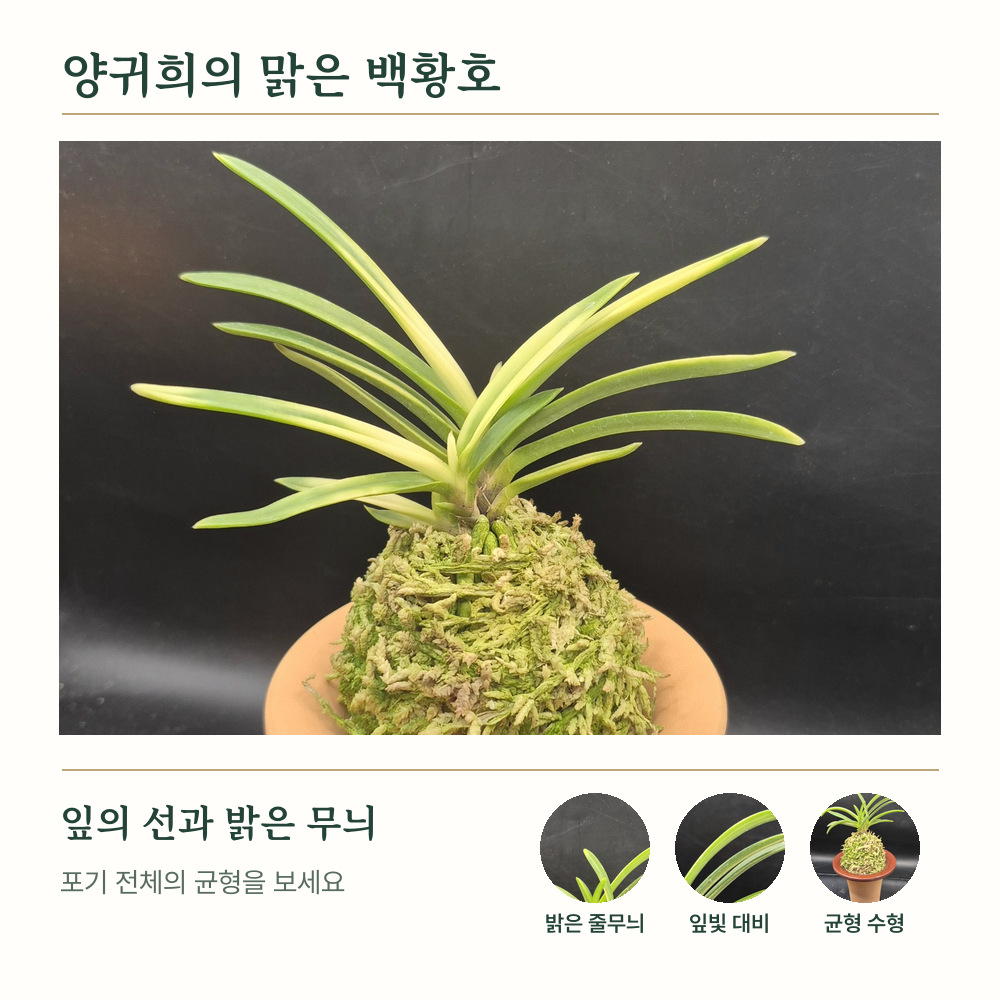 양귀희의 맑은 백황호
잎의 선과 밝은 무늬
포기 전체의 균형을 보세요
밝은 줄무늬
잎빛 대비
균형 수형